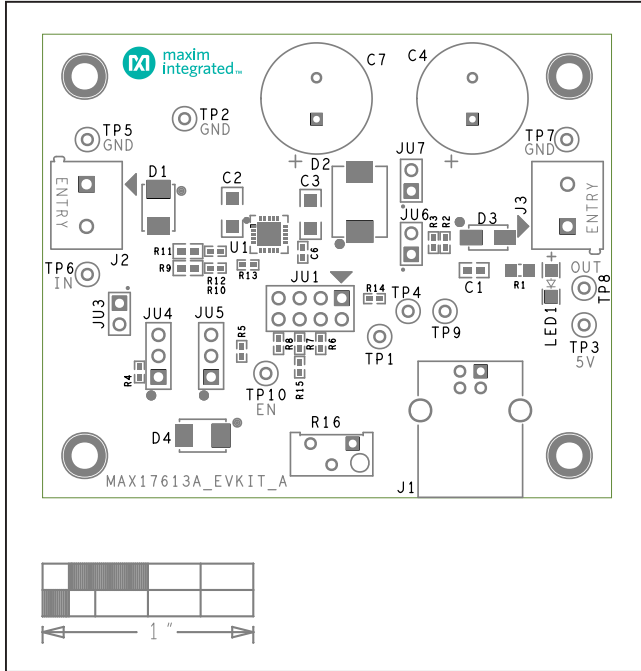 maxim
integrated™
C7
C4
TP5
GND
TP2
GND
TP7
GND
D1
C2
C3
D2
JU7
J3
ENTRY
ENTRY
U1
C6
JU6
R3
R2
D3
J2
R11
R9
R12
R10
R13
JU1
R14
C1
R1
+
+
+
OUT
TP8
TP6
IN
JU3
JU4
JU5
R5
R8
R7
R6
R15
TP4
TP9
TP1
LED1
TP3
5V
R4
TP10
EN
D4
R16
J1
MAX17613A_EVKIT_A
1 "